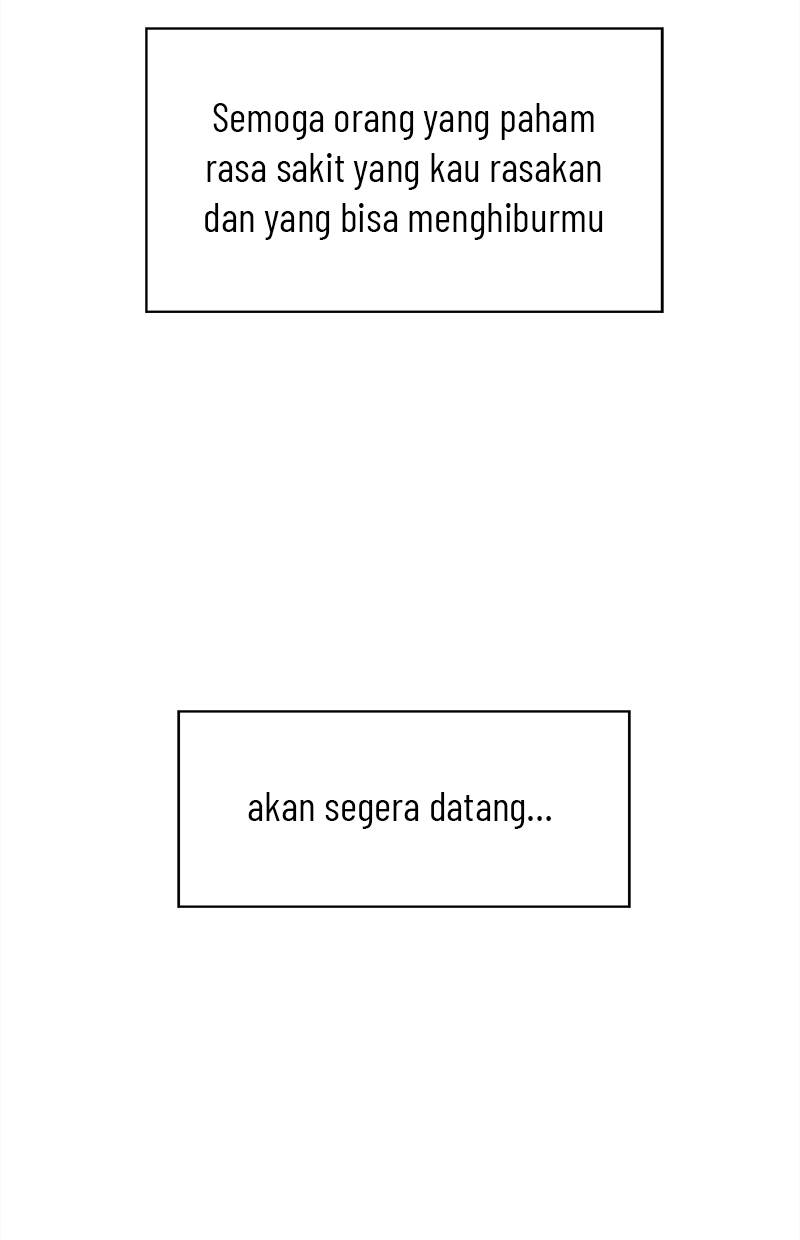 Semoga orang yang paham
rasa sakit yang kau rasakan
dan yang bisa menghiburmu
akan segera datang...